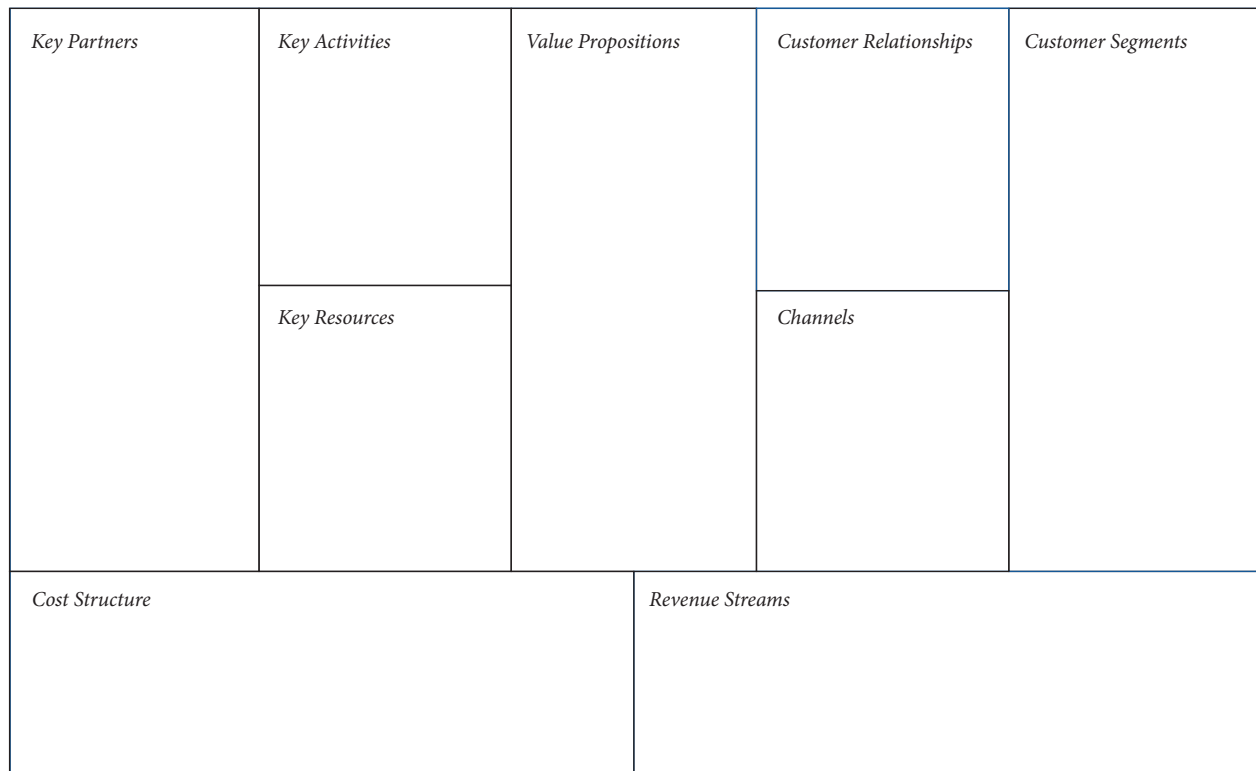 Key Partners
Key Activities
Value Propositions
Customer Relationships
Customer Segments
Key Resources
Channels
Cost Structure
Revenue Streams